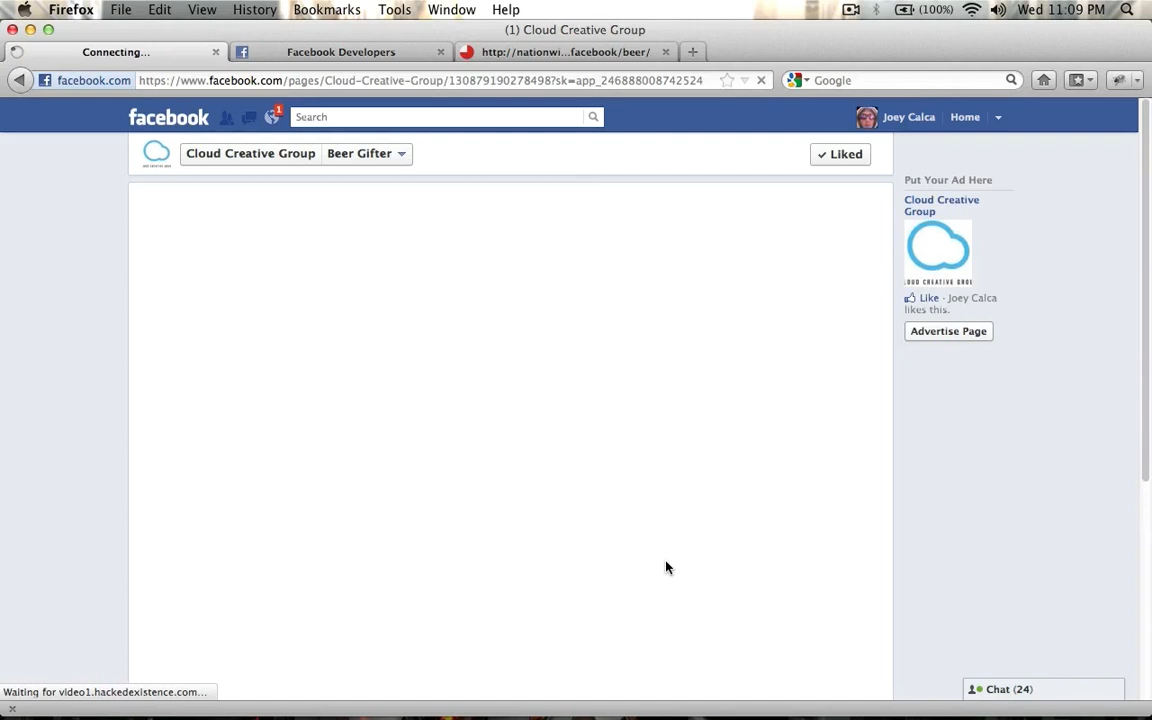 Firefox File Edit View History Bookmarks Tools Window Help (100%) Wed 11:09 PM
(1) Cloud Creative Group
Connecting... Facebook Developers http://nationwi...facebook/beer/
facebook.com https://www.facebook.com/pages/Cloud-Creative-Group/130879190278498?sk=app_246888008742524 Google
facebook 1 Search Joey Calca Home
Cloud Creative Group Beer Gifter Liked
Put Your Ad Here
Cloud Creative
Group
LOUD CREATIVE GROU
Like · Joey Calca
likes this.
Advertise Page
Waiting for video1.hackedexistence.com...
Chat (24)